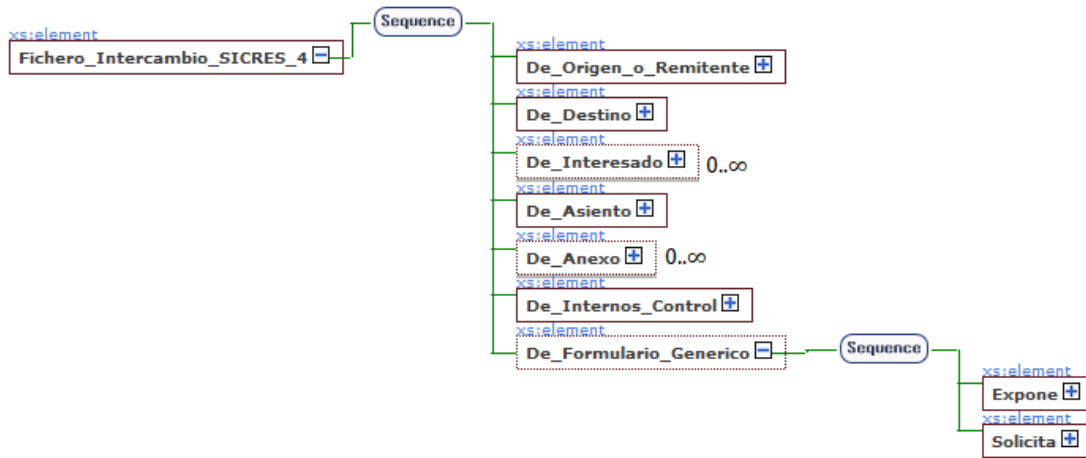 Sequence
xs:element
Fichero_Intercambio_SICRES_4
xs:element
De_Origen_o_Remitente
xs:element
De_Destino
xs:element
De_Interesado 0..∞
xs:element
De_Asiento
xs:element
De_Anexo 0..∞
xs:element
De_Internos_Control
xs:element
De_Formulario_Generico
Sequence
xs:element
Expone
xs:element
Solicita